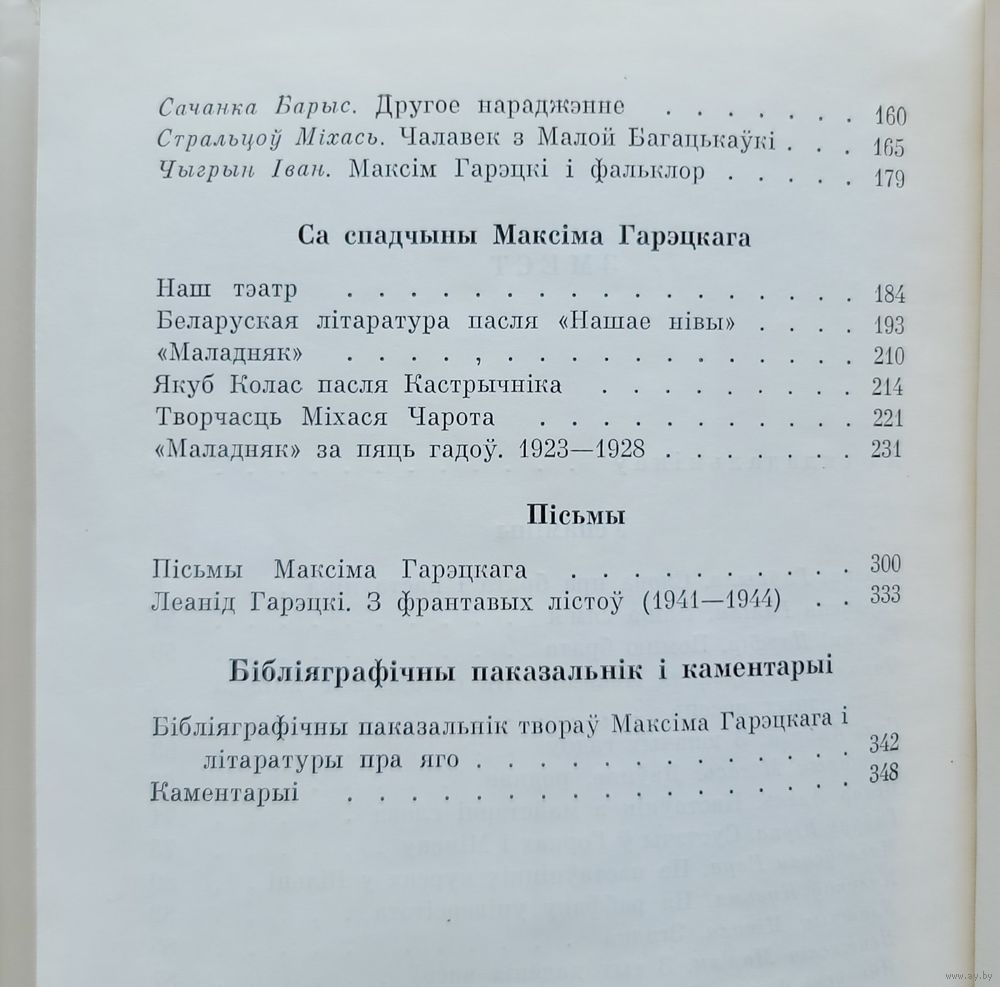 Сачанка Барыс. Другое нараджэнне . . . . . . . 160
Стральцоў Міхась. Чалавек з Малой Багацькаўкі . . . 165
Чыгрын Іван. Максім Гарэцкі і фальклор . . . . . 179
Са спадчыны Максіма Гарэцкага
Наш тэатр . . . . . . . . . . . . . . . . . 184
Беларуская літаратура пасля «Нашае нівы» . . . . 193
«Маладняк» . . . . , . . . . . . . . . . . . 210
Якуб Колас пасля Кастрычніка . . . . . . . . 214
Творчасць Міхася Чарота . . . . . . . . . . . 221
«Маладняк» за пяць гадоў. 1923—1928 . . . . . . . 231
Пісьмы
Пісьмы Максіма Гарэцкага . . . . . . . . . . 300
Леанід Гарэцкі. З франтавых лістоў (1941—1944) . . 333
Бібліяграфічны паказальнік і каментарыі
Бібліяграфічны паказальнік твораў Максіма Гарэцкага і
літаратуры пра яго . . . . . . . . . . . . 342
Каментарыі . . . . . . . . . . . . . . . . . 348
www.ay.by